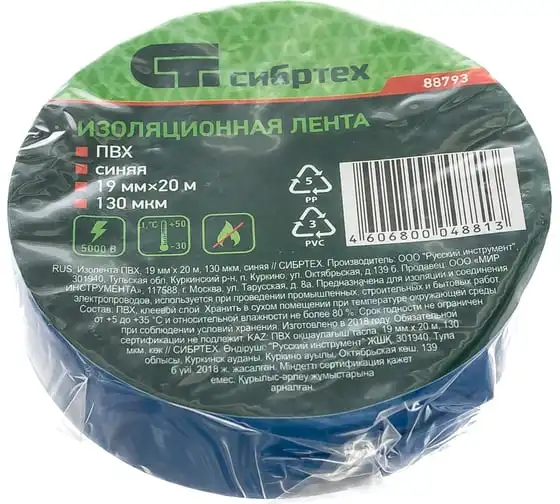 СТ сибртех
88793
ИЗОЛЯЦИОННАЯ ЛЕНТА
ПВХ
СИНЯЯ
19 мм×20 м
130 мкм
5
PP
3
PVC
4606800048813
5000 В
t,°C +50
-30
RUS: Изолента ПВХ, 19 мм х 20 м, 130 мкм, синяя // СИБРТЕХ. Производитель: ООО "Русский инструмент",
301940, Тульская обл. Куркинский р-н, п. Куркино, ул. Октябрьская, д.139 б. Продавец: ООО «МИР
ИНСТРУМЕНТА», 117588, г. Москва, ул. Тарусская, д. 8а. Предназначена для изоляции и соединения
электропроводов, используется при проведении промышленных, строительных и бытовых работ.
Состав: ПВХ, клеевой слой. Хранить в сухом помещении при температуре окружающей среды
от +5 до +35 °С и относительной влажности не более 80 %. Срок годности не ограничен
при соблюдении условий хранения. Изготовлено в 2018 году. Обязательной
сертификации не подлежит. KAZ: ПВХ оқшаулағыш таспа, 19 мм х 20 м, 130
мкм, көк // СИБРТЕХ. Өндіруші: "Русский инструмент" ЖШҚ, 301940, Тула
облысы, Куркинск ауданы, Куркино ауылы, Октябрьская көш., 139
б үйі. 2018 ж. жасалған. Міндетті сертификация қажет
емес. Құрылыс-әрлеу жұмыстарына
арналған.